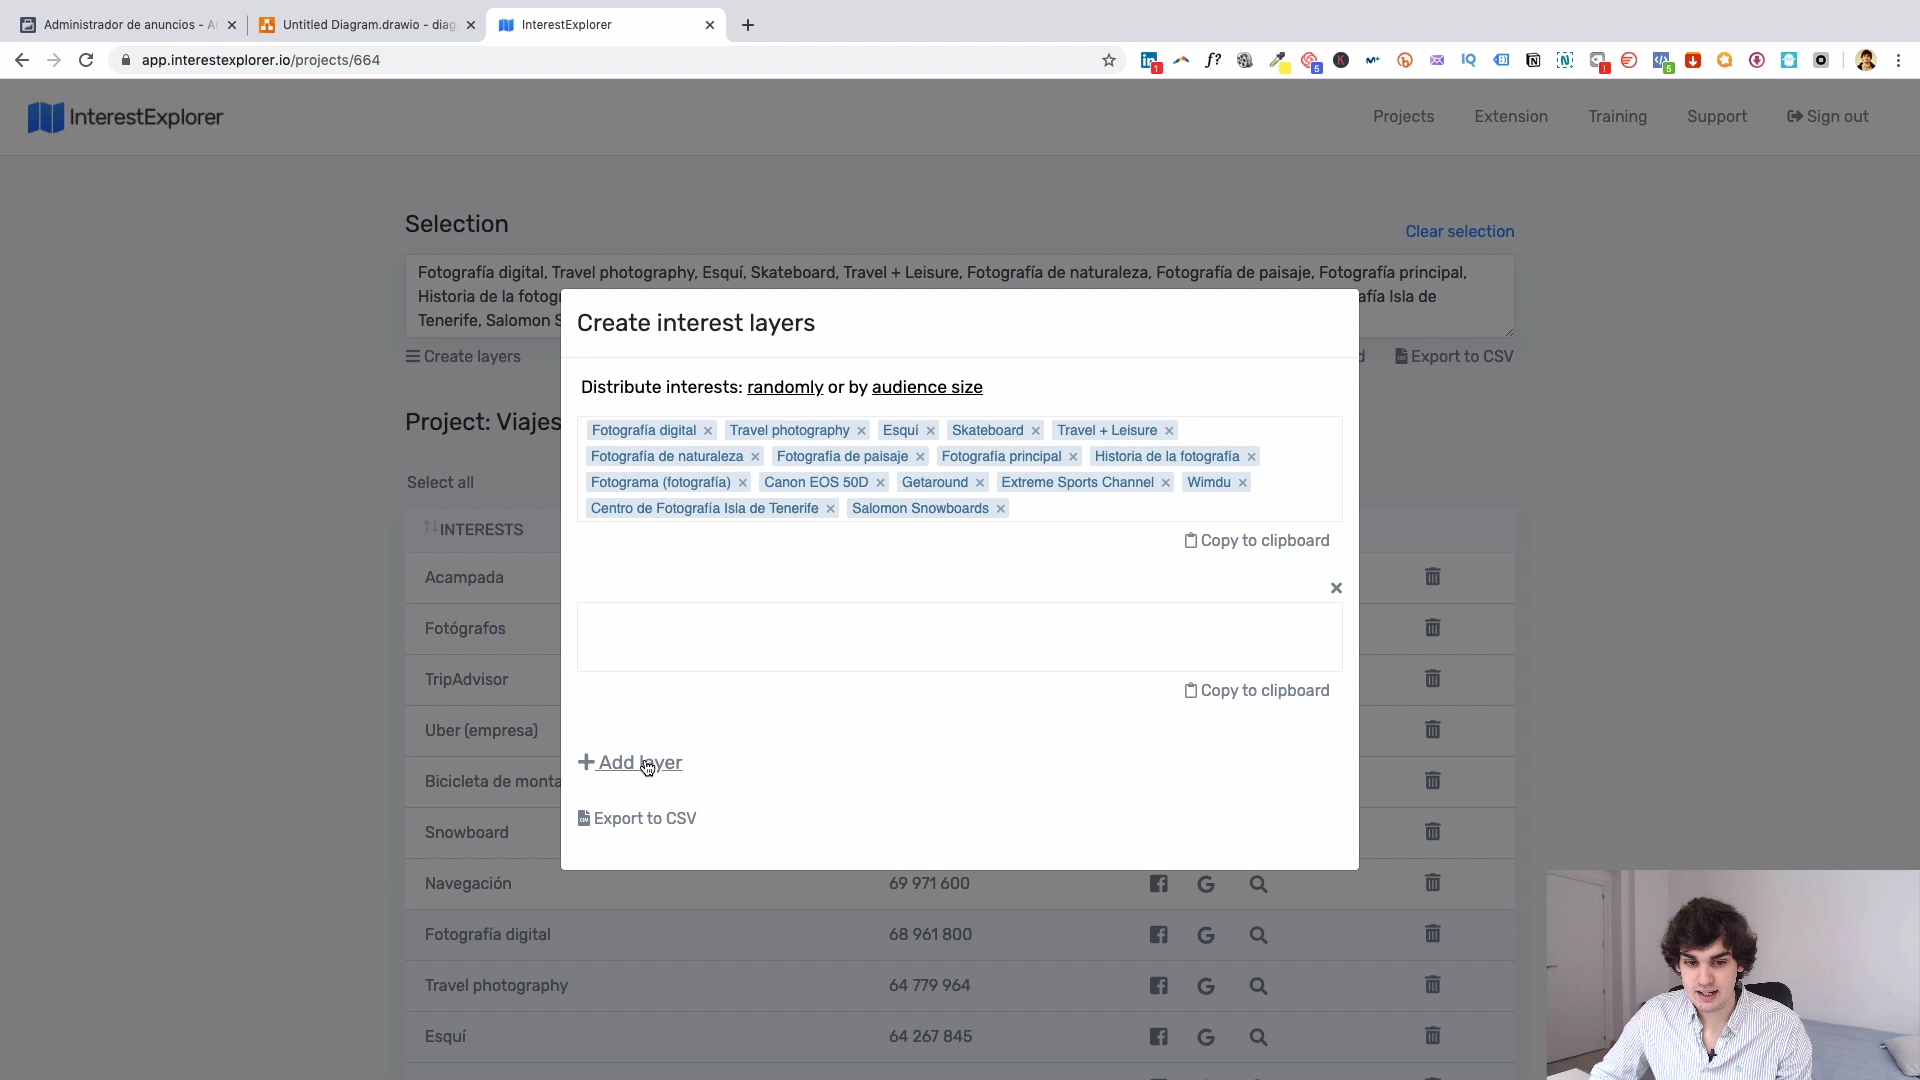 Administrador de anuncios - A
Untitled Diagram.drawio - diag
InterestExplorer
app.interestexplorer.io/projects/664
InterestExplorer
Projects
Extension
Training
Support
Sign out
Selection
Clear selection
Fotografía digital, Travel photography, Esquí, Skateboard, Travel + Leisure, Fotografía de naturaleza, Fotografía de paisaje, Fotografía principal,
Historia de la fotogr
afía Isla de
Tenerife, Salomon S
Create layers
d
Export to CSV
Create interest layers
Distribute interests: randomly or by audience size
Fotografía digital × Travel photography × Esquí × Skateboard × Travel + Leisure ×
Fotografía de naturaleza × Fotografía de paisaje × Fotografía principal × Historia de la fotografía ×
Fotograma (fotografía) × Canon EOS 50D × Getaround × Extreme Sports Channel × Wimdu ×
Centro de Fotografía Isla de Tenerife × Salomon Snowboards ×
Copy to clipboard
Copy to clipboard
+ Add layer
Export to CSV
Project: Viajes
Select all
INTERESTS
Acampada
Fotógrafos
TripAdvisor
Uber (empresa)
Bicicleta de monta
Snowboard
Navegación 69 971 600
Fotografía digital 68 961 800
Travel photography 64 779 964
Esquí 64 267 845